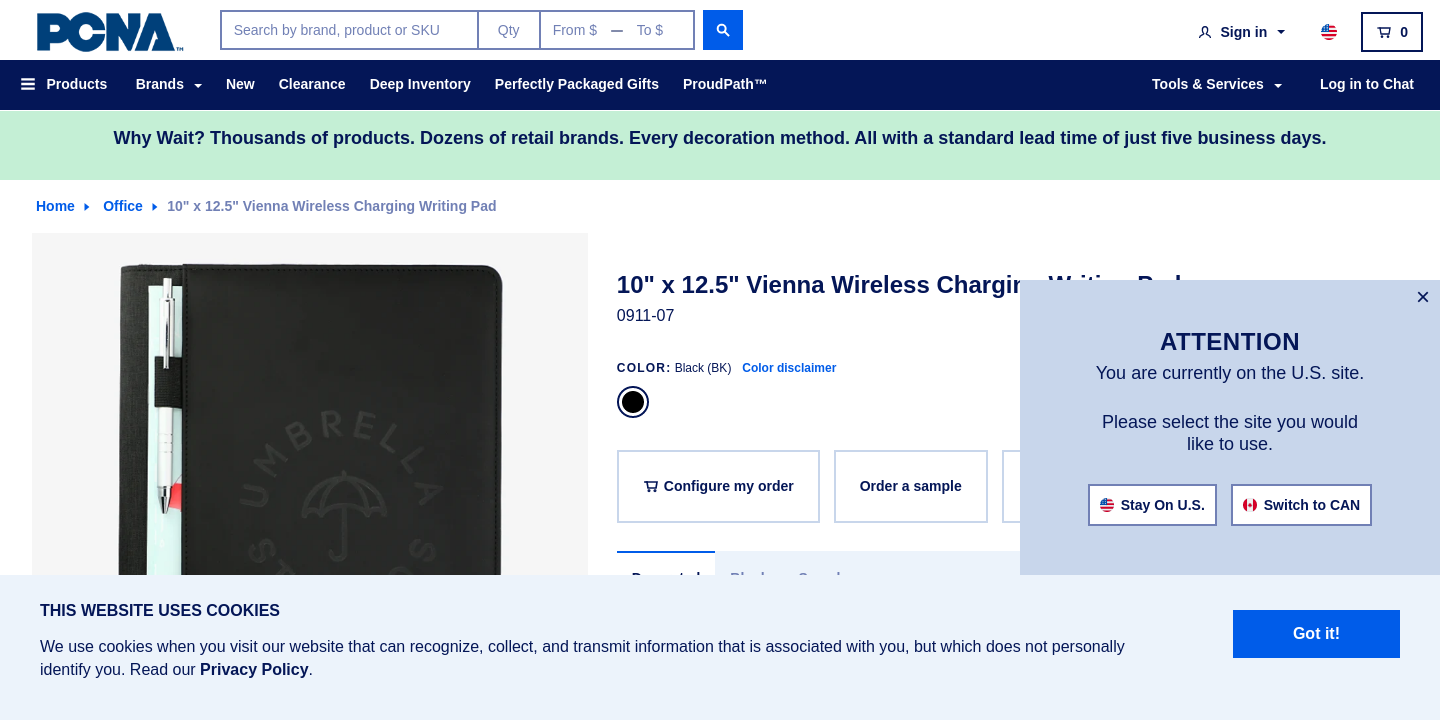 PCNA™
Search by brand, product or SKU
Qty
From $ — To $
Sign in
0
Products
Brands
New
Clearance
Deep Inventory
Perfectly Packaged Gifts
ProudPath™
Tools & Services
Log in to Chat
Why Wait? Thousands of products. Dozens of retail brands. Every decoration method. All with a standard lead time of just five business days.
Home
Office
10" x 12.5" Vienna Wireless Charging Writing Pad
UMBRELLA
10" x 12.5" Vienna Wireless Charging Writing Pad
0911-07
COLOR: Black (BK) Color disclaimer
Configure my order
Order a sample
×
ATTENTION
You are currently on the U.S. site.
Please select the site you would
like to use.
Stay On U.S.
Switch to CAN
THIS WEBSITE USES COOKIES
We use cookies when you visit our website that can recognize, collect, and transmit information that is associated with you, but which does not personally
identify you. Read our Privacy Policy.
Got it!